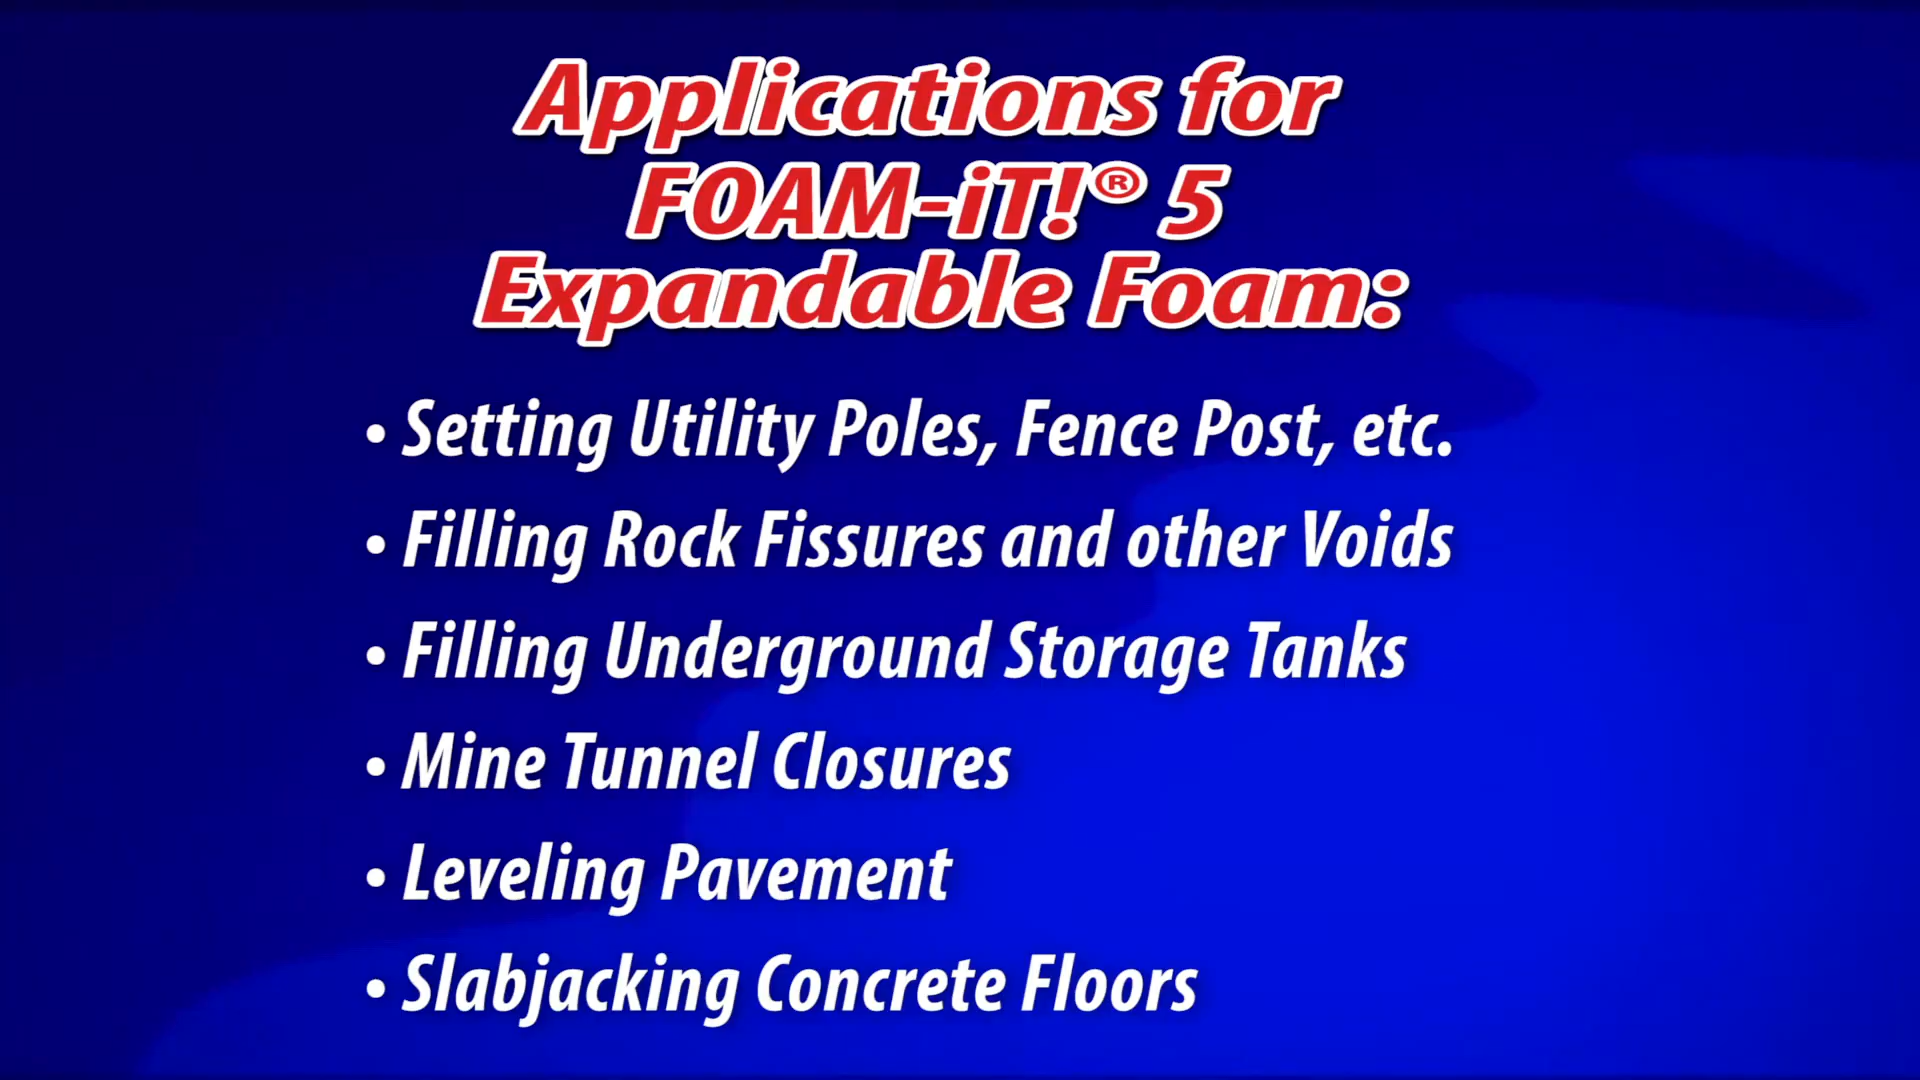 Applications for
FOAM-iT!® 5
Expandable Foam:
• Setting Utility Poles, Fence Post, etc.
• Filling Rock Fissures and other Voids
• Filling Underground Storage Tanks
• Mine Tunnel Closures
• Leveling Pavement
• Slabjacking Concrete Floors